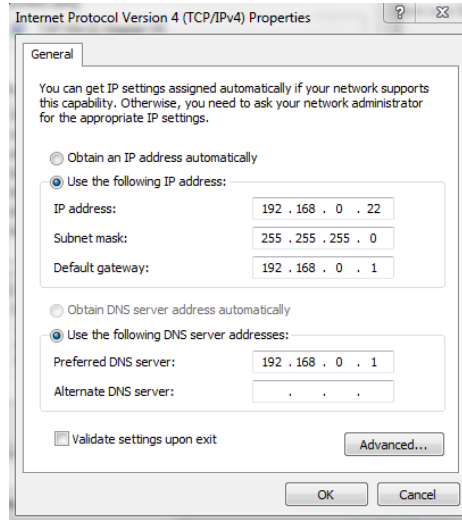 Internet Protocol Version 4 (TCP/IPv4) Properties
General
You can get IP settings assigned automatically if your network supports
this capability. Otherwise, you need to ask your network administrator
for the appropriate IP settings.
Obtain an IP address automatically
Use the following IP address:
IP address: 192 . 168 . 0 . 22
Subnet mask: 255 . 255 . 255 . 0
Default gateway: 192 . 168 . 0 . 1
Obtain DNS server address automatically
Use the following DNS server addresses:
Preferred DNS server: 192 . 168 . 0 . 1
Alternate DNS server: . . .
Validate settings upon exit
Advanced...
OK Cancel